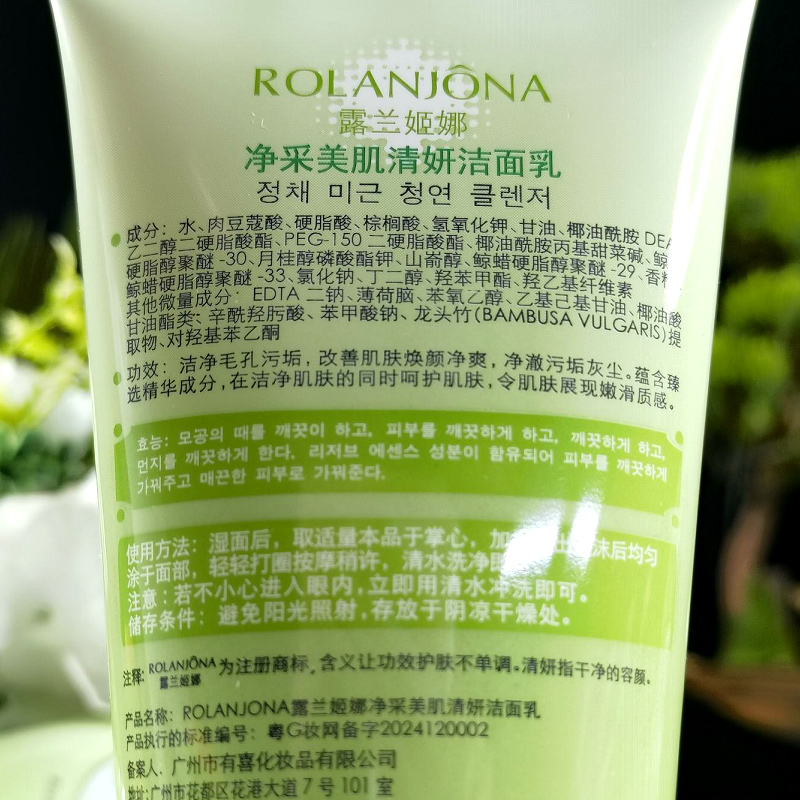 ROLANJÔNA
露兰姬娜
净采美肌清妍洁面乳
정채 미근 청연 클렌저
成分：水、肉豆蔻酸、硬脂酸、棕榈酸、氢氧化钾、甘油、椰油酰胺 DEA、
乙二醇二硬脂酸酯、PEG-150 二硬脂酸酯、椰油酰胺丙基甜菜碱、鲸蜡
硬脂醇聚醚 -30、月桂醇磷酸酯钾、山嵛醇、鲸蜡硬脂醇聚醚 -29、香精、
鲸蜡硬脂醇聚醚 -33、氯化钠、丁二醇、羟苯甲酯、羟乙基纤维素
其他微量成分：EDTA 二钠、薄荷脑、苯氧乙醇、乙基己基甘油、椰油酸
甘油酯类、辛酰羟肟酸、苯甲酸钠、龙头竹(BAMBUSA VULGARIS)提
取物、对羟基苯乙酮
功效：洁净毛孔污垢，改善肌肤焕颜净爽，净澈污垢灰尘。蕴含臻
选精华成分，在洁净肌肤的同时呵护肌肤，令肌肤展现嫩滑质感。
효능: 모공의 때를 깨끗이 하고, 피부를 깨끗하게 하고, 깨끗하게 하고,
먼지를 깨끗하게 한다. 리저브 에센스 성분이 함유되어 피부를 깨끗하게
가꿔주고 매끈한 피부로 가꿔준다.
使用方法：湿面后，取适量本品于掌心，加 出 沫后均匀
涂于面部，轻轻打圈按摩稍许，清水洗净即
注意：若不小心进入眼内，立即用清水冲洗即可。
储存条件：避免阳光照射，存放于阴凉干燥处。
注释：ROLANJÔNA 露兰姬娜 为注册商标，含义让功效护肤不单调。清妍指干净的容颜。
产品名称：ROLANJONA露兰姬娜净采美肌清妍洁面乳
产品执行的标准编号：粤G妆网备字2024120002
备案人：广州市有喜化妆品有限公司
地址:广州市花都区花港大道 7 号 101 室